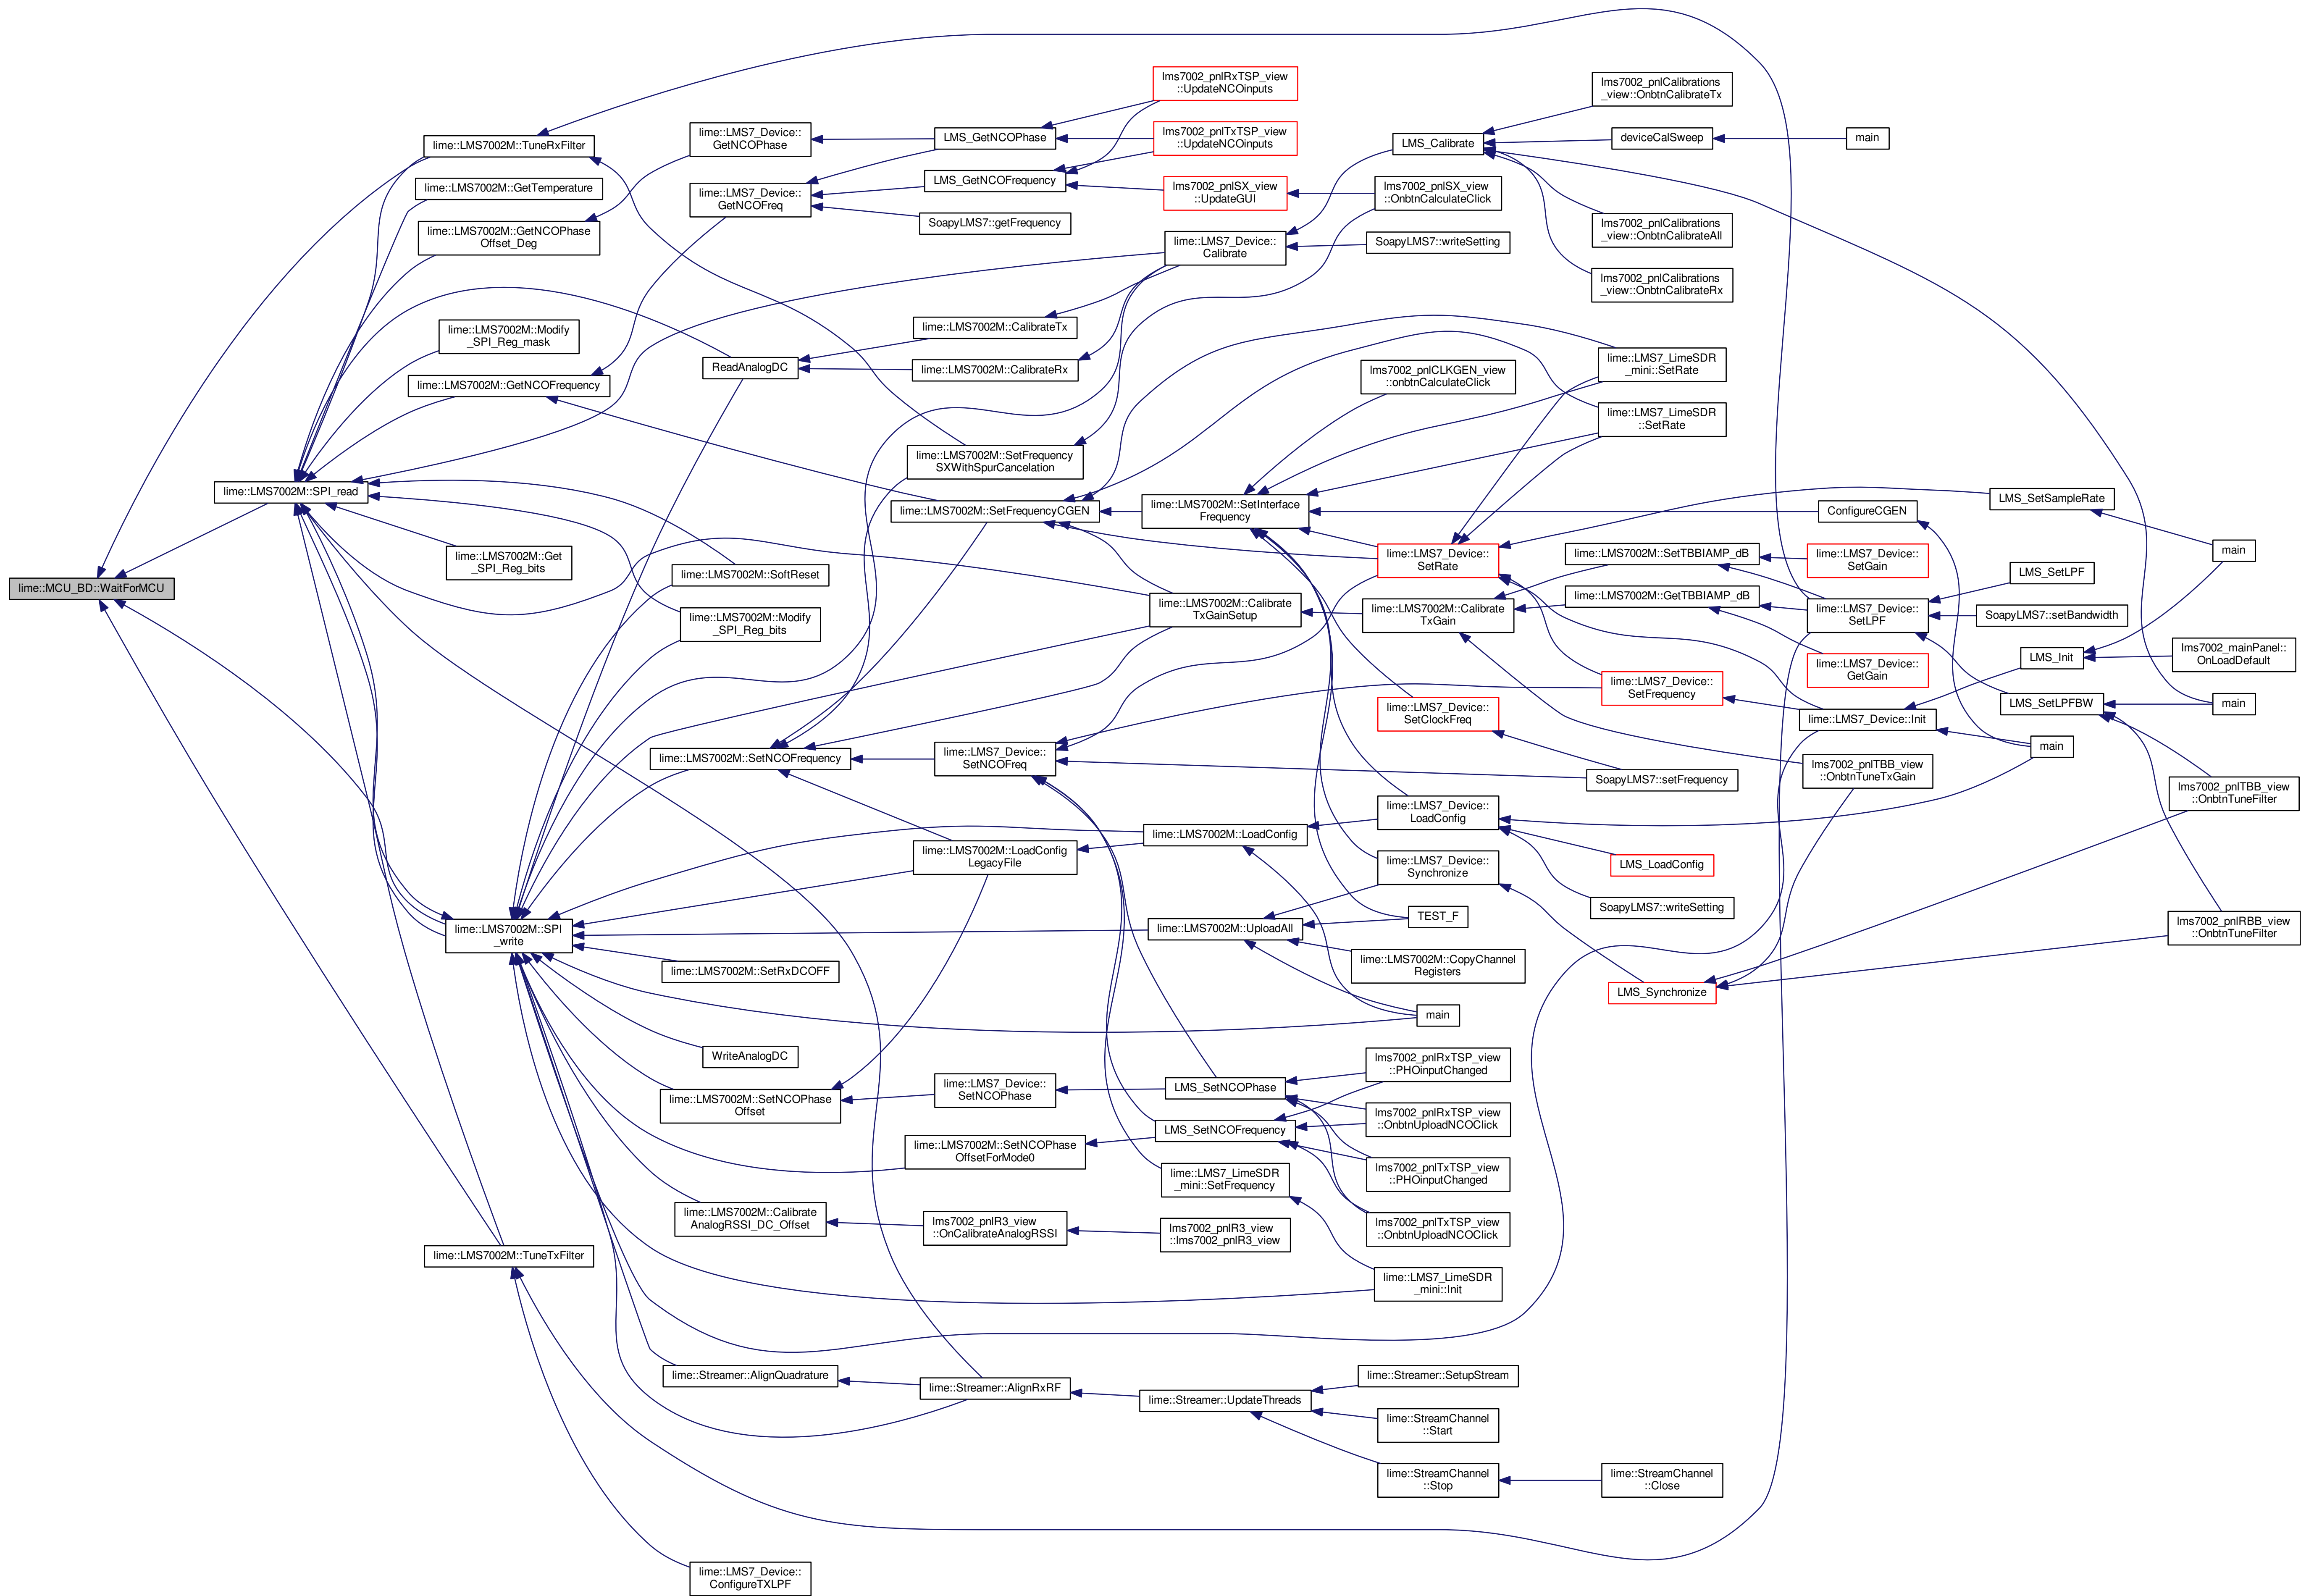 lime::MCU_BD::WaitForMCU
lime::LMS7002M::SPI_read
lime::LMS7002M::TuneRxFilter
lime::LMS7002M::GetTemperature
lime::LMS7002M::GetNCOPhase
Offset_Deg
lime::LMS7002M::Modify
_SPI_Reg_mask
lime::LMS7002M::GetNCOFrequency
lime::LMS7002M::Get
_SPI_Reg_bits
lime::LMS7002M::SPI
_write
lime::LMS7002M::TuneTxFilter
lime::LMS7_Device::
GetNCOPhase
lime::LMS7_Device::
GetNCOFreq
ReadAnalogDC
lime::LMS7002M::SoftReset
lime::LMS7002M::Modify
_SPI_Reg_bits
lime::LMS7002M::SetNCOFrequency
lime::LMS7002M::SetRxDCOFF
WriteAnalogDC
lime::LMS7002M::SetNCOPhase
Offset
lime::LMS7002M::Calibrate
AnalogRSSI_DC_Offset
lime::Streamer::AlignQuadrature
lime::LMS7_Device::
ConfigureTXLPF
LMS_GetNCOPhase
LMS_GetNCOFrequency
SoapyLMS7::getFrequency
lime::LMS7002M::CalibrateTx
lime::LMS7002M::CalibrateRx
lime::LMS7002M::SetFrequency
SXWithSpurCancelation
lime::LMS7002M::SetFrequencyCGEN
lime::LMS7_Device::
SetNCOFreq
lime::LMS7002M::LoadConfig
LegacyFile
lime::LMS7_Device::
SetNCOPhase
lime::LMS7002M::SetNCOPhase
OffsetForMode0
lms7002_pnlR3_view
::OnCalibrateAnalogRSSI
lime::Streamer::AlignRxRF
lms7002_pnlRxTSP_view
::UpdateNCOinputs
lms7002_pnlTxTSP_view
::UpdateNCOinputs
lms7002_pnlSX_view
::UpdateGUI
lime::LMS7_Device::
Calibrate
lime::LMS7002M::SetInterface
Frequency
lime::LMS7002M::Calibrate
TxGainSetup
lime::LMS7002M::LoadConfig
lime::LMS7002M::UploadAll
LMS_SetNCOPhase
LMS_SetNCOFrequency
lime::LMS7_LimeSDR
_mini::SetFrequency
lms7002_pnlR3_view
::lms7002_pnlR3_view
lime::Streamer::UpdateThreads
LMS_Calibrate
lms7002_pnlSX_view
::OnbtnCalculateClick
SoapyLMS7::writeSetting
lms7002_pnlCLKGEN_view
::onbtnCalculateClick
lime::LMS7_Device::
SetRate
lime::LMS7002M::Calibrate
TxGain
lime::LMS7_Device::
SetClockFreq
lime::LMS7_Device::
LoadConfig
lime::LMS7_Device::
Synchronize
TEST_F
lime::LMS7002M::CopyChannel
Registers
main
lms7002_pnlRxTSP_view
::PHOinputChanged
lms7002_pnlRxTSP_view
::OnbtnUploadNCOClick
lms7002_pnlTxTSP_view
::PHOinputChanged
lms7002_pnlTxTSP_view
::OnbtnUploadNCOClick
lime::LMS7_LimeSDR
_mini::Init
lime::Streamer::SetupStream
lime::StreamChannel
::Start
lime::StreamChannel
::Stop
lms7002_pnlCalibrations
_view::OnbtnCalibrateTx
deviceCalSweep
lms7002_pnlCalibrations
_view::OnbtnCalibrateAll
lms7002_pnlCalibrations
_view::OnbtnCalibrateRx
lime::LMS7_LimeSDR
_mini::SetRate
lime::LMS7_LimeSDR
::SetRate
lime::LMS7002M::SetTBBIAMP_dB
lime::LMS7002M::GetTBBIAMP_dB
lime::LMS7_Device::
SetFrequency
SoapyLMS7::setFrequency
LMS_LoadConfig
SoapyLMS7::writeSetting
LMS_Synchronize
lime::StreamChannel
::Close
main
ConfigureCGEN
lime::LMS7_Device::
SetGain
lime::LMS7_Device::
SetLPF
lime::LMS7_Device::
GetGain
lime::LMS7_Device::Init
lms7002_pnlTBB_view
::OnbtnTuneTxGain
LMS_SetSampleRate
LMS_SetLPF
SoapyLMS7::setBandwidth
LMS_Init
LMS_SetLPFBW
main
main
lms7002_mainPanel::
OnLoadDefault
main
lms7002_pnlTBB_view
::OnbtnTuneFilter
lms7002_pnlRBB_view
::OnbtnTuneFilter